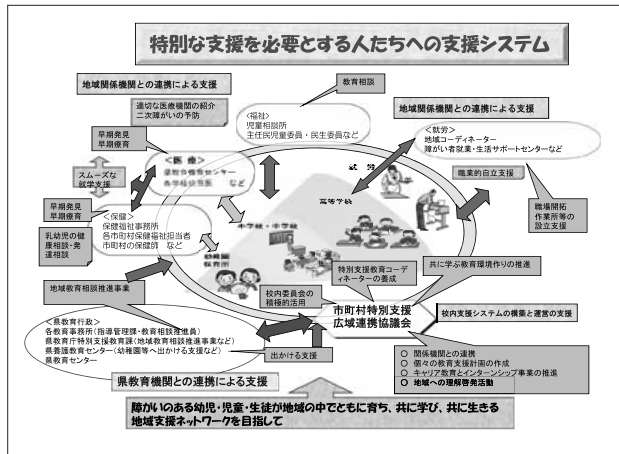 特別な支援を必要とする人たちへの支援システム
教育相談
地域関係機関との連携による支援
適切な医療機関の紹介
二次障がいの予防
<福祉>
児童相談所
主任民児童委員・民生委員など
地域関係機関との連携による支援
早期発見
早期療育
<医 療>
など
<就労>
地域コーディネーター
障がい者就業・生活サポートセンターなど
スムーズな
就学支援
就 労
高等学校
職業的自立支援
早期発見
早期療育
<保健>
保健福祉事務所
各市町村保健福祉担当者
市町村の保健師 など
小学校・中学校
職場開拓
作業所等の
設立支援
乳幼児の健
康相談・発
達相談
幼稚園
保育所
特別支援教育コーデ
ィネーターの養成
共に学ぶ教育環境作りの推進
地域教育相談推進事業
校内委員会の
積極的活用
市町村特別支援
広域連携協議会
校内支援システムの構築と運営の支援
<県教育行政>
各教育事務所(指導管理課・教育相談推進員)
県教育庁特別支援教育課(地域教育相談推進事業など)
県養護教育センター(幼稚園等へ出かける支援など)
県教育センター
出かける支援
○ 関係機関との連携
○ 個々の教育支援計画の作成
○ キャリア教育とインターンシップ事業の推進
○ 地域への理解啓発活動
県教育機関との連携による支援
障がいのある幼児・児童・生徒が地域の中でともに育ち、共に学び、共に生きる
地域支援ネットワークを目指して